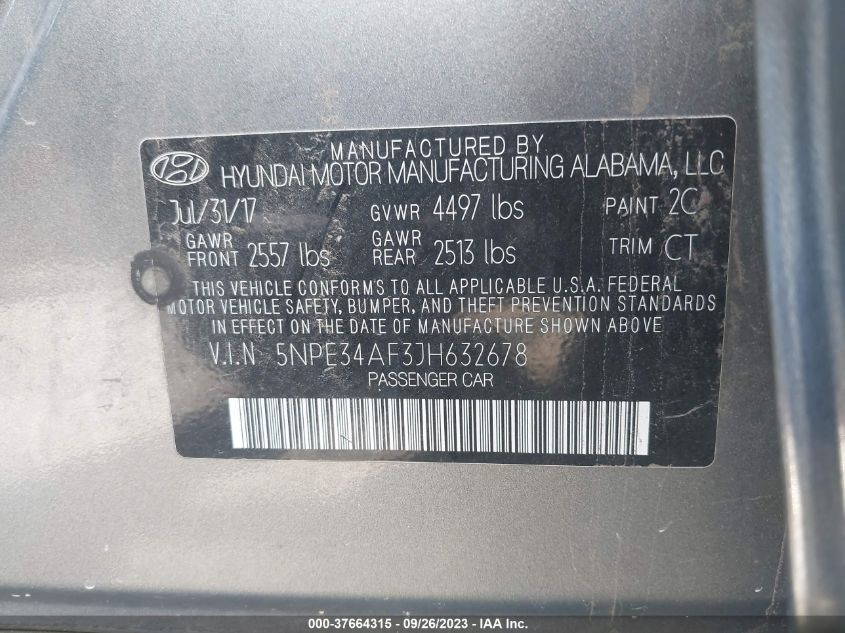 MANUFACTURED BY
HYUNDAI MOTOR MANUFACTURING ALABAMA, LLC
Jul/31/17 GVWR 4497 lbs PAINT 2C
GAWR FRONT 2557 lbs GAWR REAR 2513 lbs TRIM CT
THIS VEHICLE CONFORMS TO ALL APPLICABLE U.S.A. FEDERAL
MOTOR VEHICLE SAFETY, BUMPER, AND THEFT PREVENTION STANDARDS
IN EFFECT ON THE DATE OF MANUFACTURE SHOWN ABOVE
V.I.N 5NPE34AF3JH632678
PASSENGER CAR
000-37664315 - 09/26/2023 - IAA Inc.